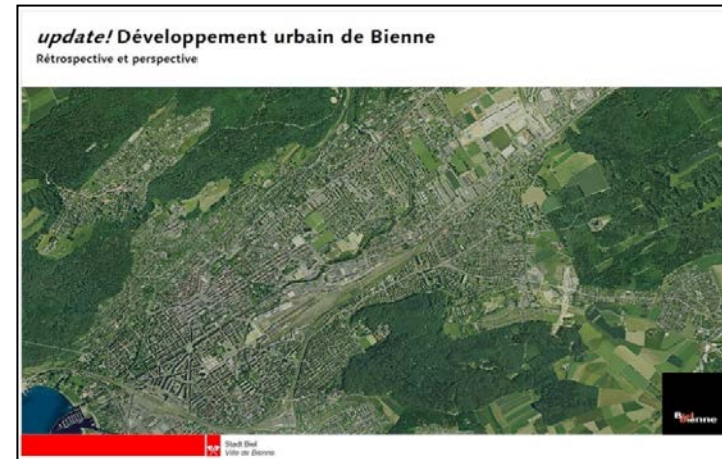 update! Développement urbain de Bienne
Rétrospective et perspective
Biel
Bienne
Stadt Biel
Ville de Bienne